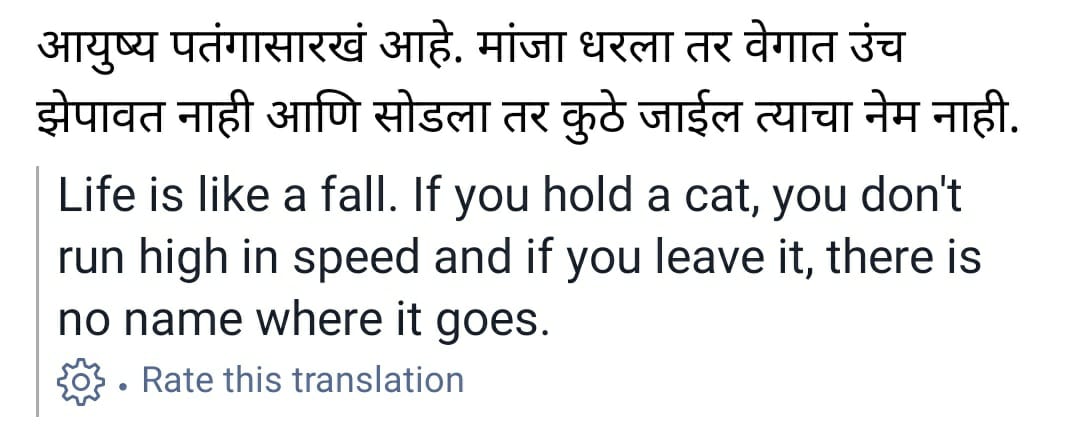 आयुष्य पतंगासारखं आहे. मांजा धरला तर वेगात उंच
झेपावत नाही आणि सोडला तर कुठे जाईल त्याचा नेम नाही.
Life is like a fall. If you hold a cat, you don't
run high in speed and if you leave it, there is
no name where it goes.
· Rate this translation